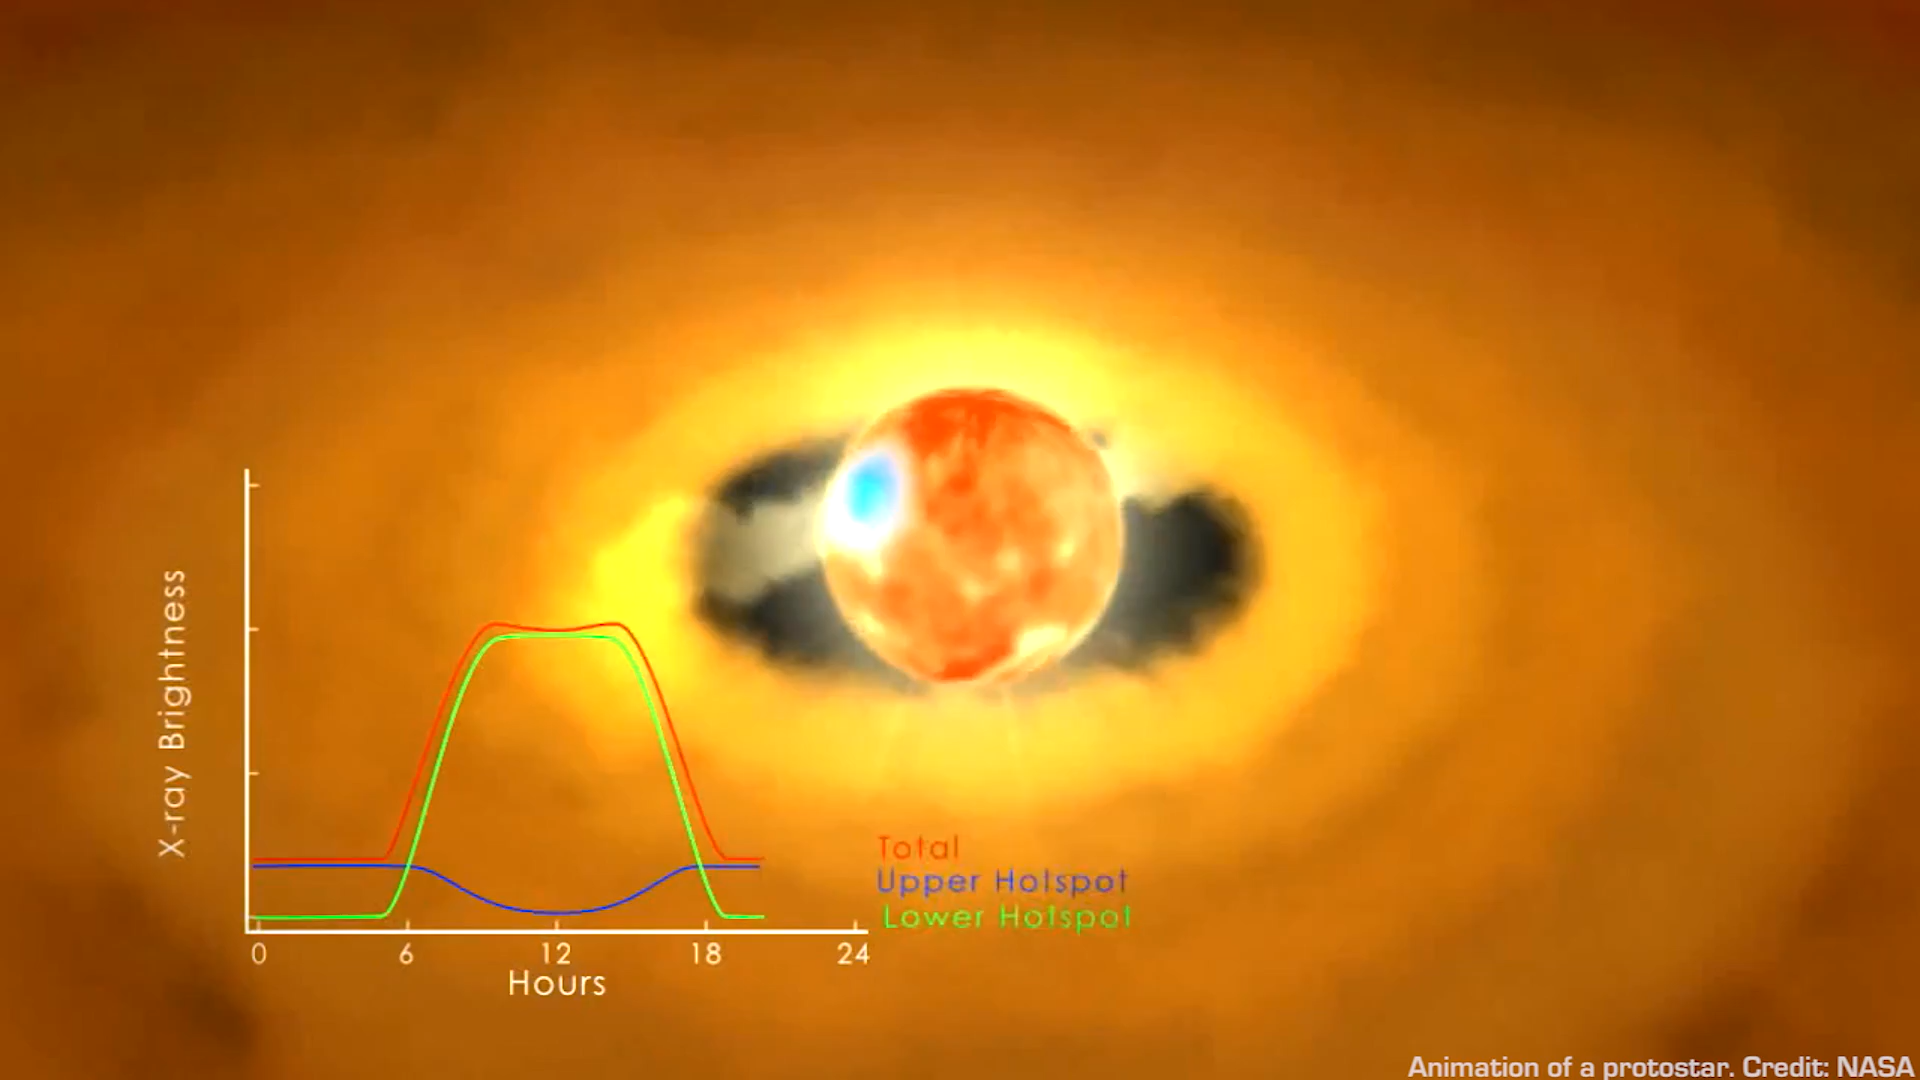 X-ray Brightness
Total
Upper Hotspot
Lower Hotspot
0 6 12 18 24
Hours
Animation of a protostar. Credit: NASA